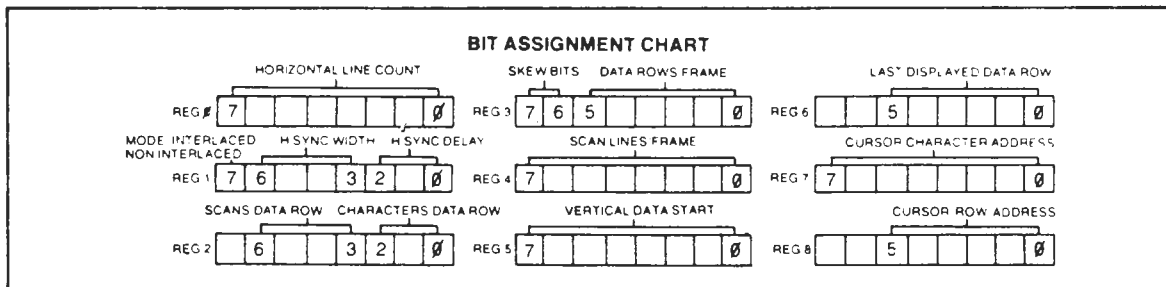 BIT ASSIGNMENT CHART
HORIZONTAL LINE COUNT
REG Ø 7 Ø
SKEW BITS DATA ROWS FRAME
REG 3 7 6 5 Ø
LAST DISPLAYED DATA ROW
REG 6 5 Ø
MODE INTERLACED
NON INTERLACED
H SYNC WIDTH H SYNC DELAY
REG 1 7 6 3 2 Ø
SCAN LINES FRAME
REG 4 7 Ø
CURSOR CHARACTER ADDRESS
REG 7 7 Ø
SCANS DATA ROW CHARACTERS DATA ROW
REG 2 6 3 2 Ø
VERTICAL DATA START
REG 5 7 Ø
CURSOR ROW ADDRESS
REG 8 5 Ø